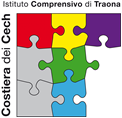 Istituto Comprensivo di Traona
Costiera dei Cech